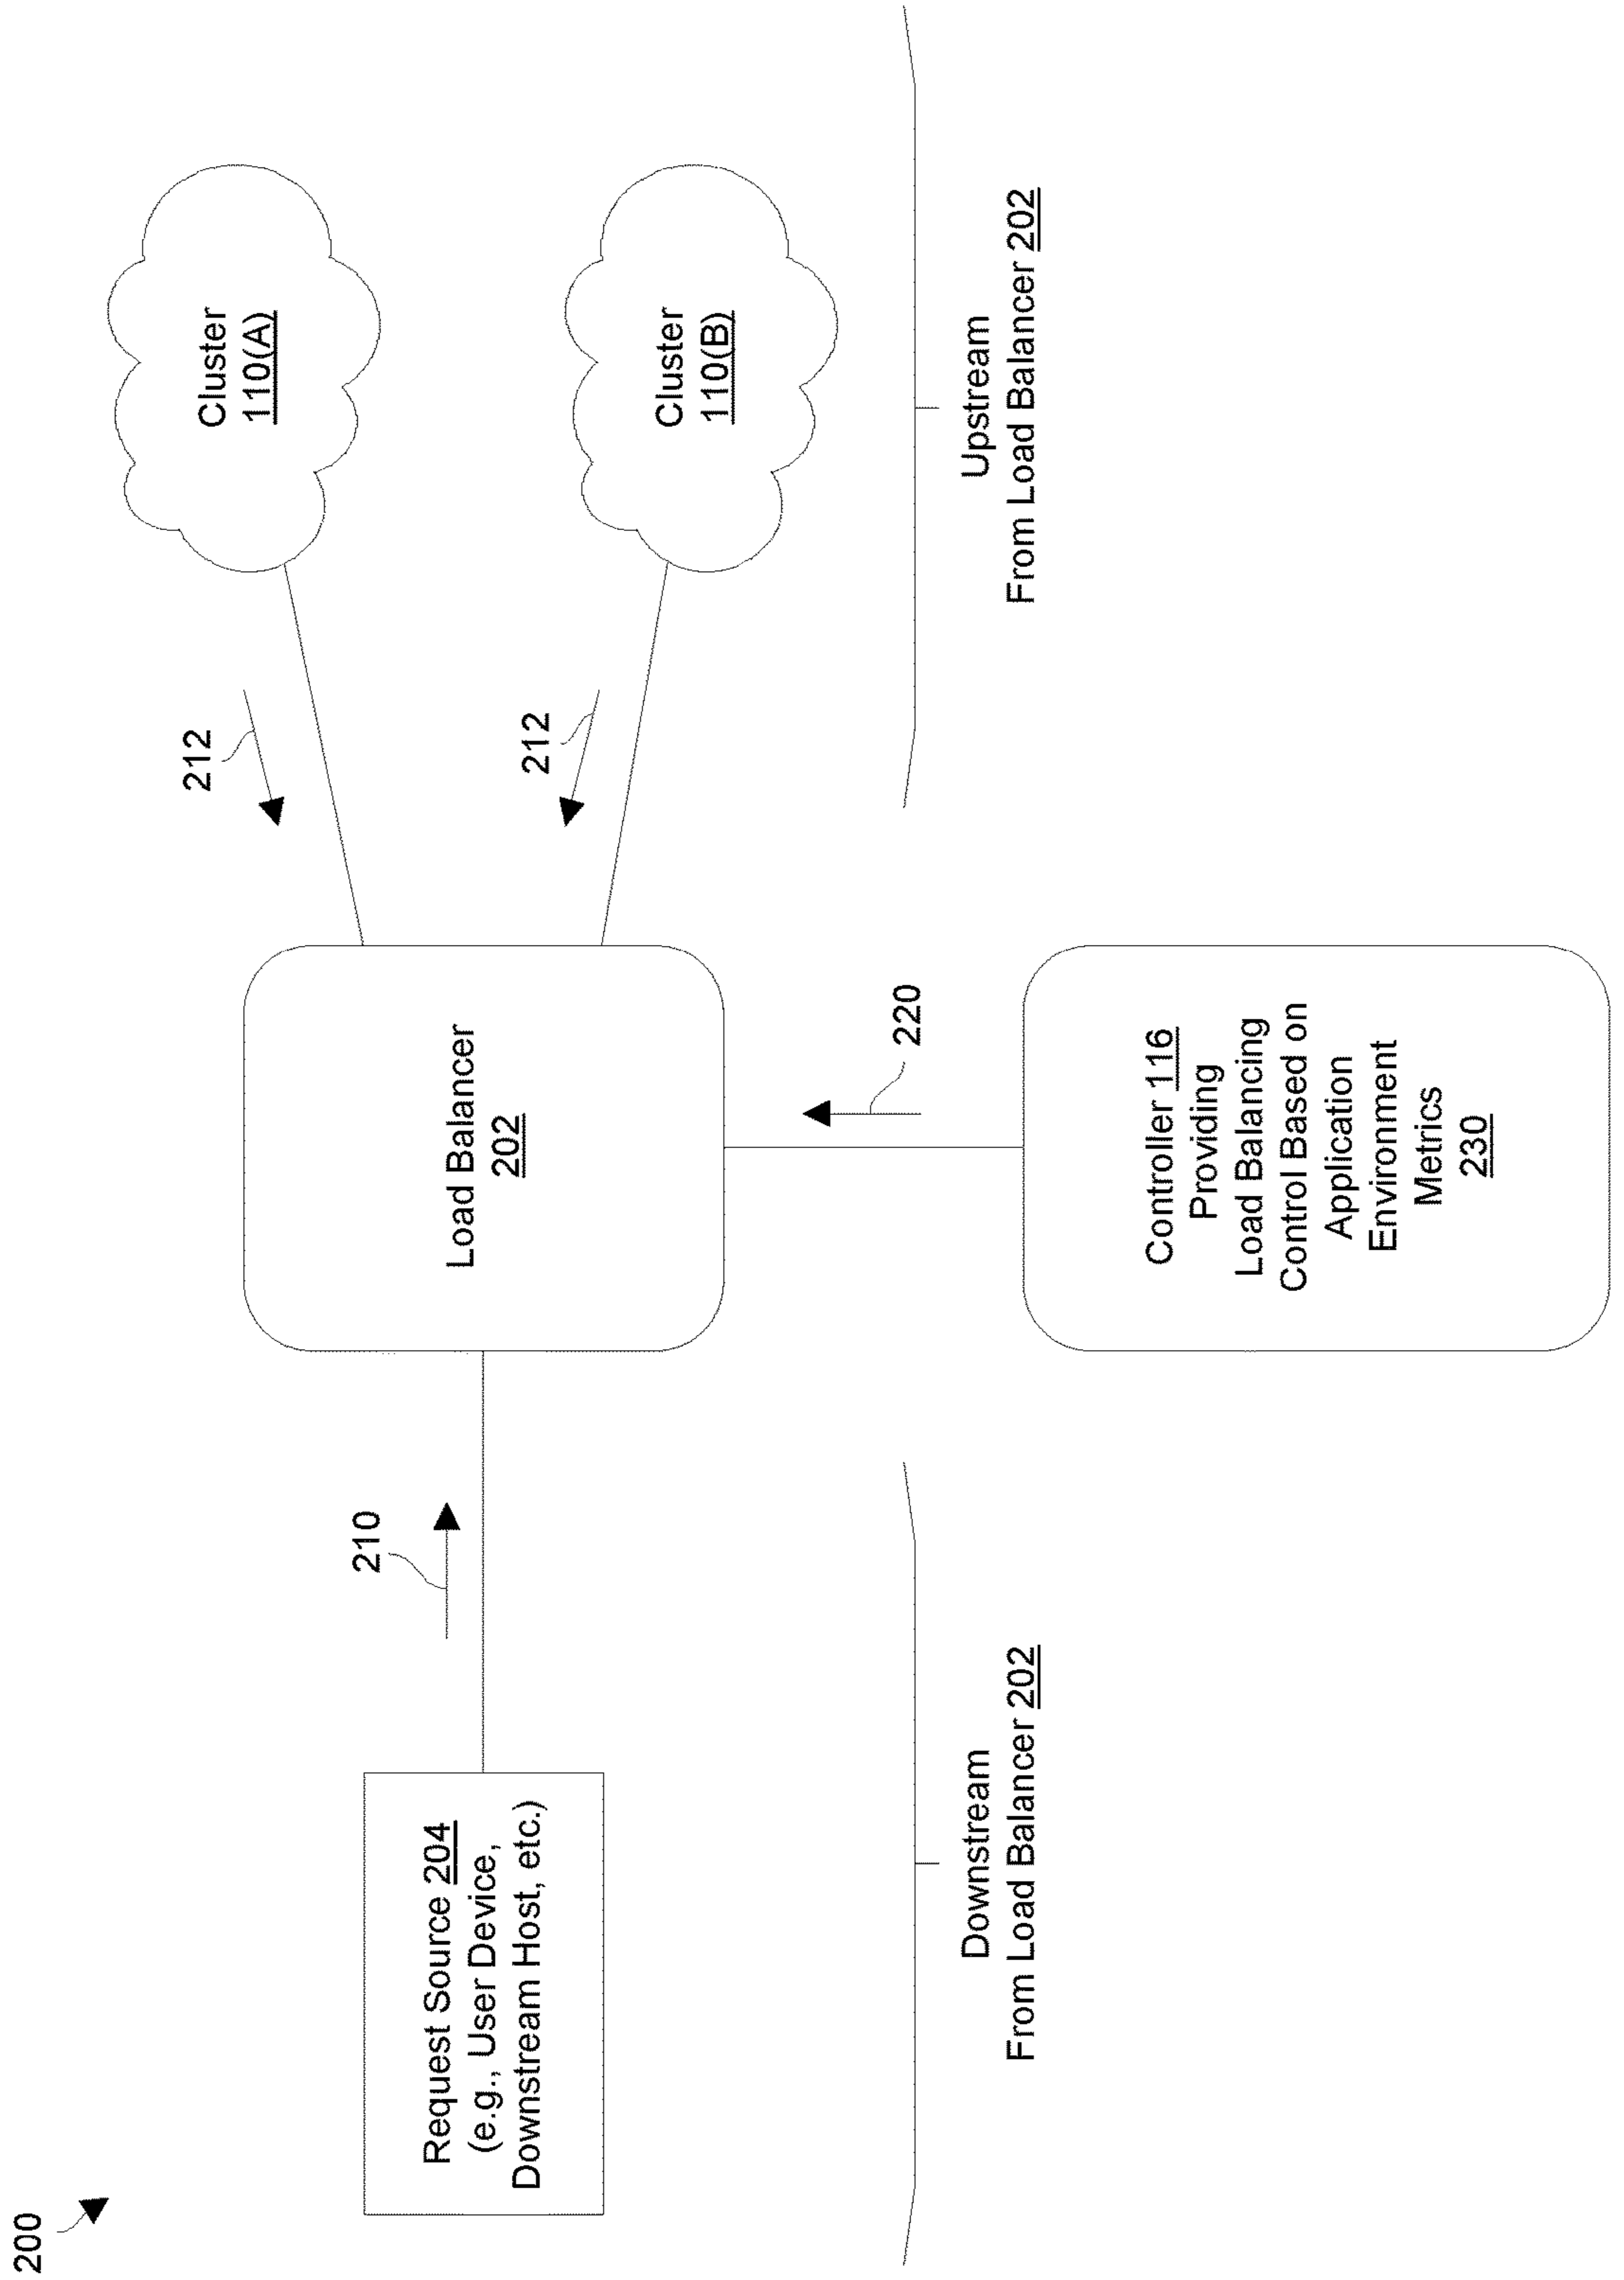 200
Request Source 204
(e.g., User Device,
Downstream Host, etc.)
210
Load Balancer
202
212
212
Cluster
110(A)
Cluster
110(B)
220
Controller 116
Providing
Load Balancing
Control Based on
Application
Environment
Metrics
230
Downstream
From Load Balancer 202
Upstream
From Load Balancer 202